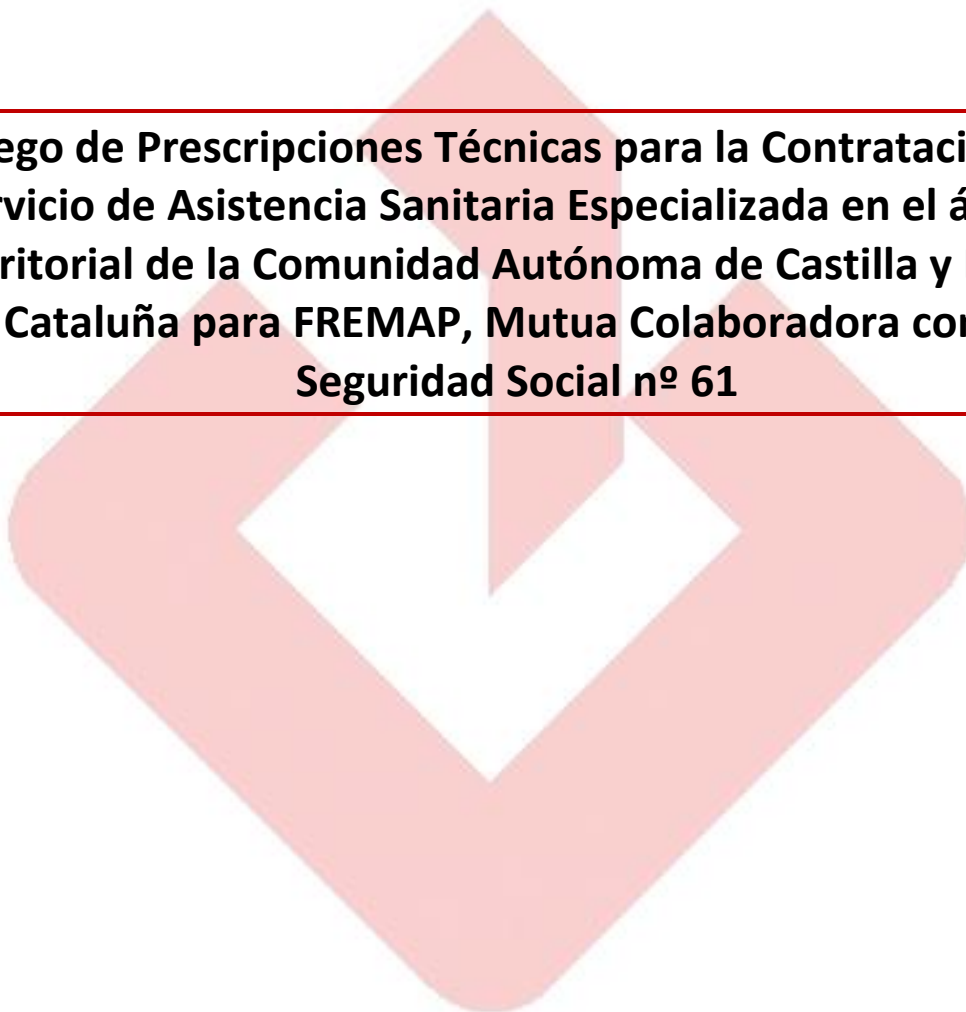 ego de Prescripciones Técnicas para la Contrataci
rvicio de Asistencia Sanitaria Especializada en el á
ritorial de la Comunidad Autónoma de Castilla y
Cataluña para FREMAP, Mutua Colaboradora con
Seguridad Social nº 61